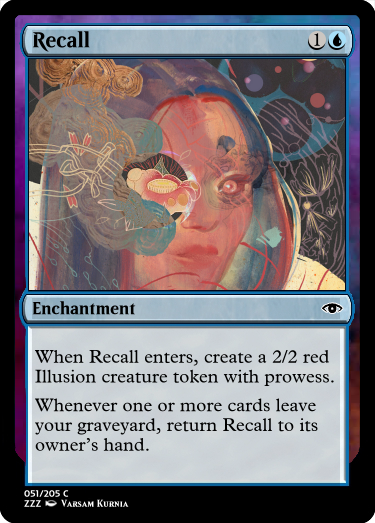 Recall 1
Enchantment
When Recall enters, create a 2/2 red
Illusion creature token with prowess.
Whenever one or more cards leave
your graveyard, return Recall to its
owner's hand.
051/205 C
ZZZ Varsam Kurnia